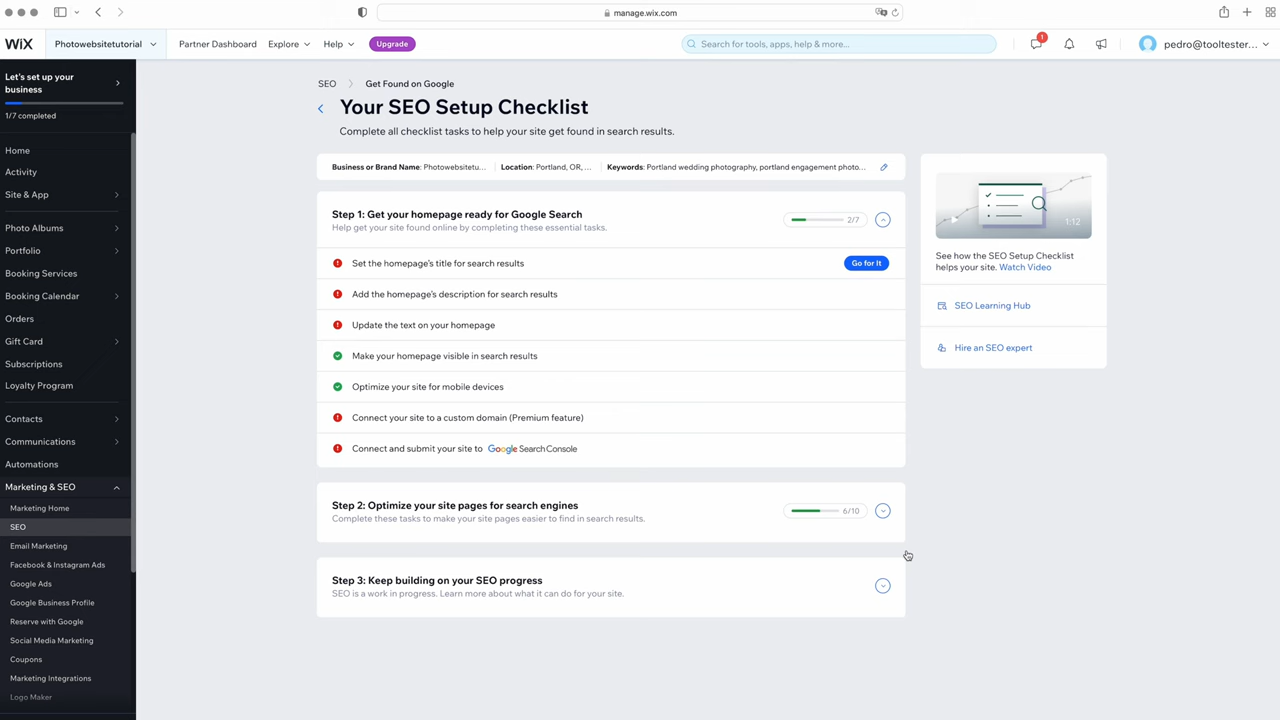 manage.wix.com
WiX
Photowebsitetutorial
Partner Dashboard
Explore
Help
Upgrade
Search for tools, apps, help & more...
1
pedro@tooltester...
Let's set up your
business
1/7 completed
Home
Activity
Site & App
Photo Albums
Portfolio
Booking Services
Booking Calendar
Orders
Gift Card
Subscriptions
Loyalty Program
Contacts
Communications
Automations
Marketing & SEO
Marketing Home
SEO
Email Marketing
Facebook & Instagram Ads
Google Ads
Google Business Profile
Reserve with Google
Social Media Marketing
Coupons
Marketing Integrations
Logo Maker
SEO
Get Found on Google
Your SEO Setup Checklist
Complete all checklist tasks to help your site get found in search results.
Business or Brand Name: Photowebsitetu... Location: Portland, OR, ... Keywords: Portland wedding photography, portland engagement photo...
Step 1: Get your homepage ready for Google Search
Help get your site found online by completing these essential tasks.
2/7
Set the homepage's title for search results
Go for It
Add the homepage's description for search results
Update the text on your homepage
Make your homepage visible in search results
Optimize your site for mobile devices
Connect your site to a custom domain (Premium feature)
Connect and submit your site to Google Search Console
Step 2: Optimize your site pages for search engines
Complete these tasks to make your site pages easier to find in search results.
6/10
Step 3: Keep building on your SEO progress
SEO is a work in progress. Learn more about what it can do for your site.
1:12
See how the SEO Setup Checklist
helps your site. Watch Video
SEO Learning Hub
Hire an SEO expert